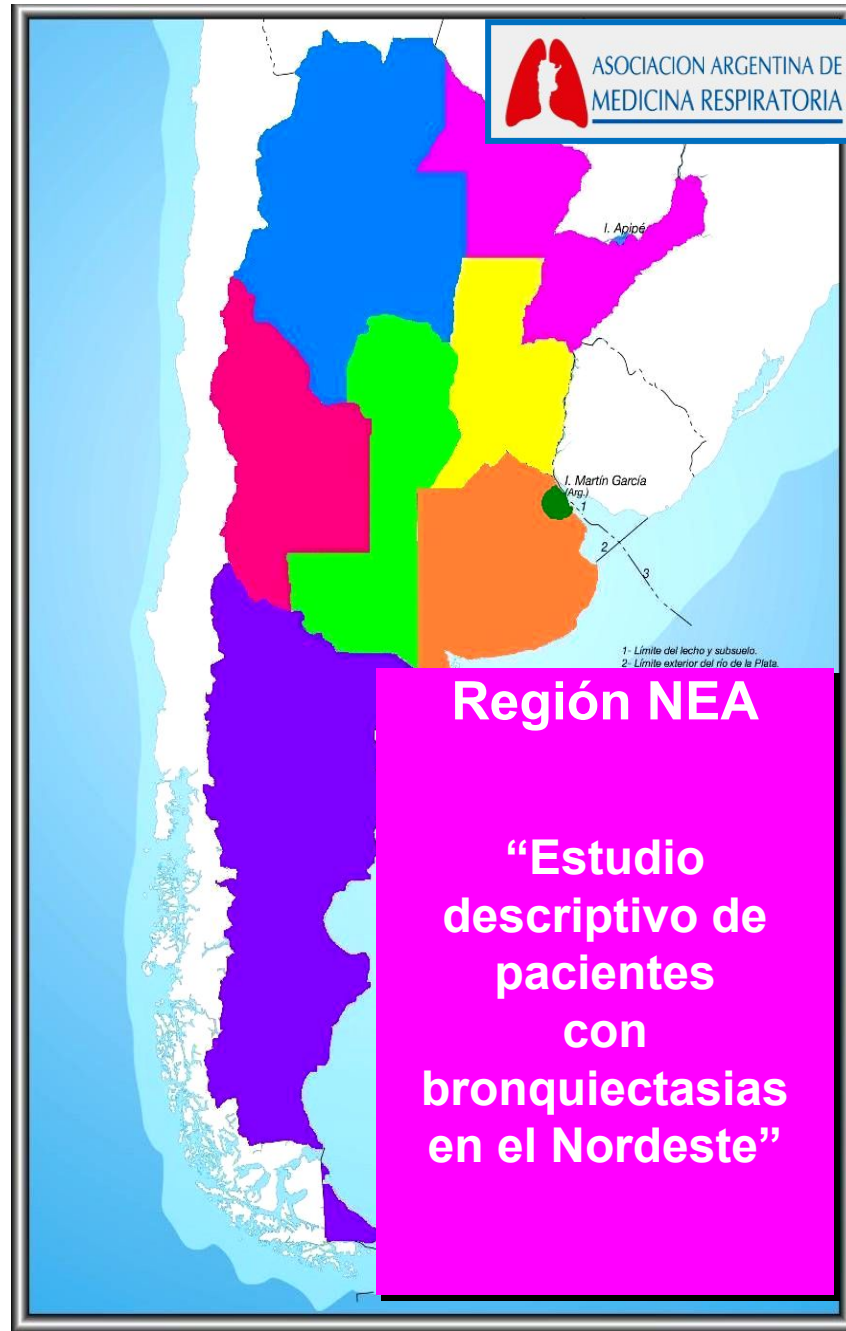 ASOCIACION ARGENTINA DE
MEDICINA RESPIRATORIA
I. Apipé
I. Martín García
(Arg.)
1
2
3
1- Límite del lecho y subsuelo.
2- Límite exterior del río de la Plata.
Región NEA
“Estudio
descriptivo de
pacientes
con
bronquiectasias
en el Nordeste”